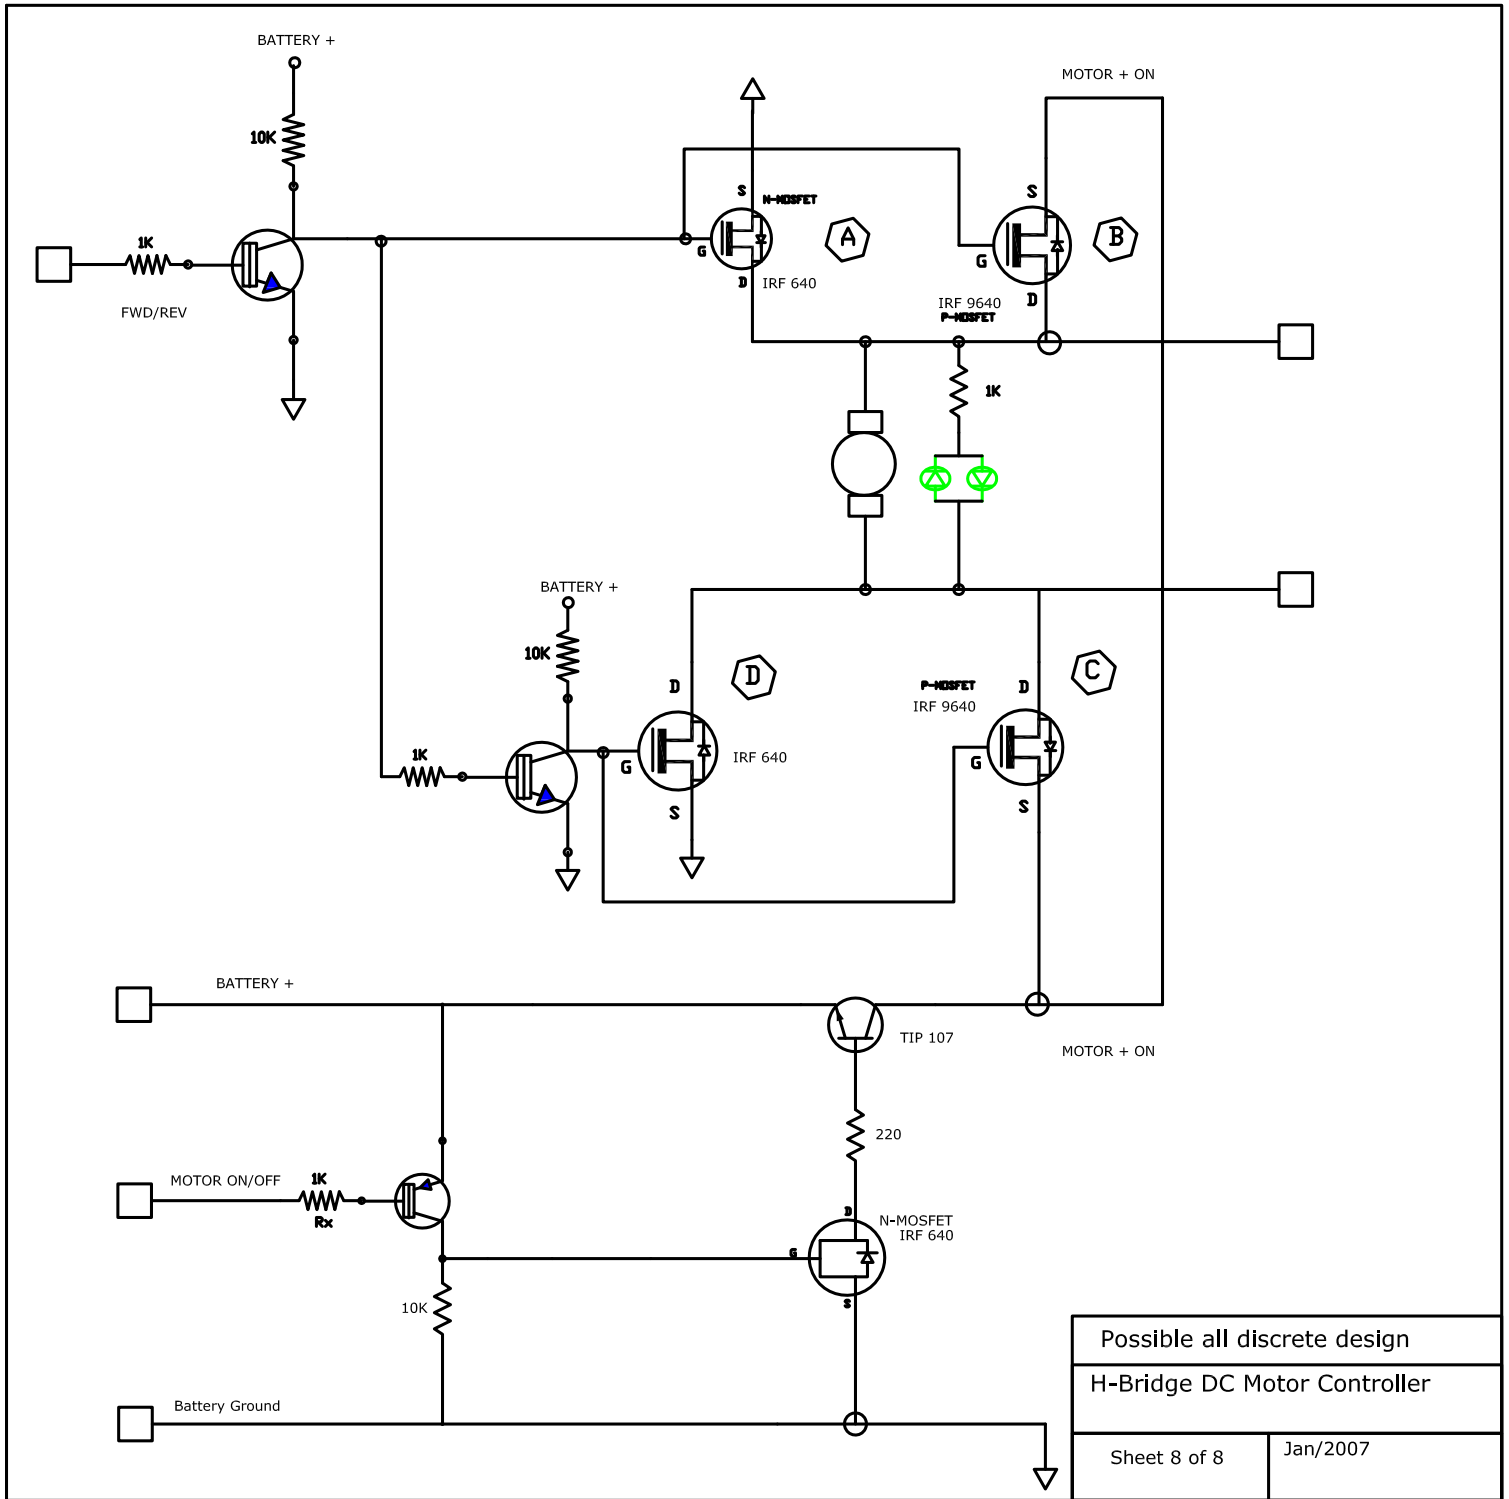 BATTERY +
MOTOR + ON
10K
S
N-MOSFET
S
1K
A
B
G
G
D
IRF 640
FWD/REV
IRF 9640
D
P-MOSFET
1K
BATTERY +
10K
D
D
P-MOSFET
D
C
IRF 9640
1K
G
IRF 640
G
S
S
BATTERY +
TIP 107
MOTOR + ON
220
MOTOR ON/OFF
1K
Rx
D
N-MOSFET
IRF 640
G
10K
S
Possible all discrete design
H-Bridge DC Motor Controller
Battery Ground
Sheet 8 of 8
Jan/2007